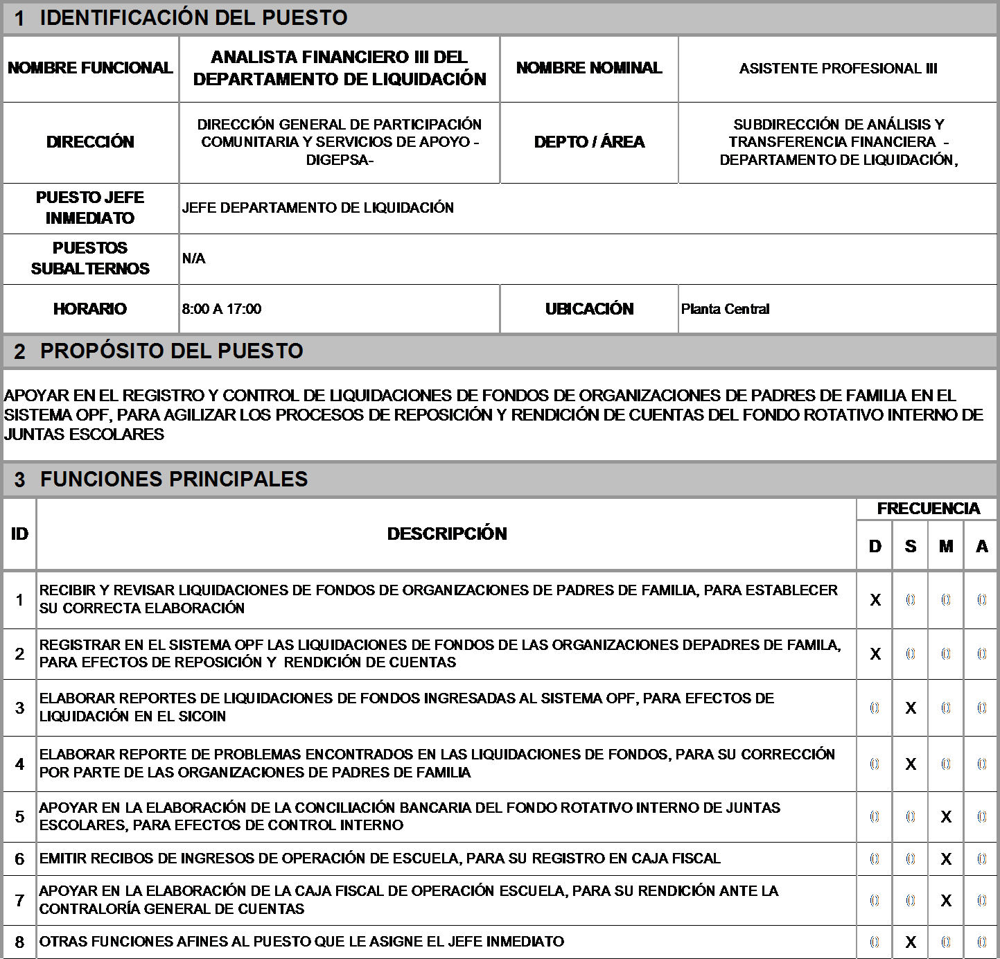 1 IDENTIFICACIÓN DEL PUESTO
NOMBRE FUNCIONAL
ANALISTA FINANCIERO III DEL
DEPARTAMENTO DE LIQUIDACIÓN
NOMBRE NOMINAL
ASISTENTE PROFESIONAL III
DIRECCIÓN
DIRECCIÓN GENERAL DE PARTICIPACIÓN
COMUNITARIA Y SERVICIOS DE APOYO -
DIGEPSA-
DEPTO / ÁREA
SUBDIRECCIÓN DE ANÁLISIS Y
TRANSFERENCIA FINANCIERA -
DEPARTAMENTO DE LIQUIDACIÓN,
PUESTO JEFE
INMEDIATO
JEFE DEPARTAMENTO DE LIQUIDACIÓN
PUESTOS
SUBALTERNOS
N/A
HORARIO
8:00 A 17:00
UBICACIÓN
Planta Central
2 PROPÓSITO DEL PUESTO
APOYAR EN EL REGISTRO Y CONTROL DE LIQUIDACIONES DE FONDOS DE ORGANIZACIONES DE PADRES DE FAMILIA EN EL
SISTEMA OPF, PARA AGILIZAR LOS PROCESOS DE REPOSICIÓN Y RENDICIÓN DE CUENTAS DEL FONDO ROTATIVO INTERNO DE
JUNTAS ESCOLARES
3 FUNCIONES PRINCIPALES
ID
DESCRIPCIÓN
FRECUENCIA
D S M A
1
RECIBIR Y REVISAR LIQUIDACIONES DE FONDOS DE ORGANIZACIONES DE PADRES DE FAMILIA, PARA ESTABLECER
SU CORRECTA ELABORACIÓN
X 0 0 0
2
REGISTRAR EN EL SISTEMA OPF LAS LIQUIDACIONES DE FONDOS DE LAS ORGANIZACIONES DEPADRES DE FAMILA,
PARA EFECTOS DE REPOSICIÓN Y RENDICIÓN DE CUENTAS
X 0 0 0
3
ELABORAR REPORTES DE LIQUIDACIONES DE FONDOS INGRESADAS AL SISTEMA OPF, PARA EFECTOS DE
LIQUIDACIÓN EN EL SICOIN
0 X 0 0
4
ELABORAR REPORTE DE PROBLEMAS ENCONTRADOS EN LAS LIQUIDACIONES DE FONDOS, PARA SU CORRECCIÓN
POR PARTE DE LAS ORGANIZACIONES DE PADRES DE FAMILIA
0 X 0 0
5
APOYAR EN LA ELABORACIÓN DE LA CONCILIACIÓN BANCARIA DEL FONDO ROTATIVO INTERNO DE JUNTAS
ESCOLARES, PARA EFECTOS DE CONTROL INTERNO
0 0 X 0
6
EMITIR RECIBOS DE INGRESOS DE OPERACIÓN DE ESCUELA, PARA SU REGISTRO EN CAJA FISCAL
0 0 X 0
7
APOYAR EN LA ELABORACIÓN DE LA CAJA FISCAL DE OPERACIÓN ESCUELA, PARA SU RENDICIÓN ANTE LA
CONTRALORÍA GENERAL DE CUENTAS
0 0 X 0
8
OTRAS FUNCIONES AFINES AL PUESTO QUE LE ASIGNE EL JEFE INMEDIATO
0 X 0 0